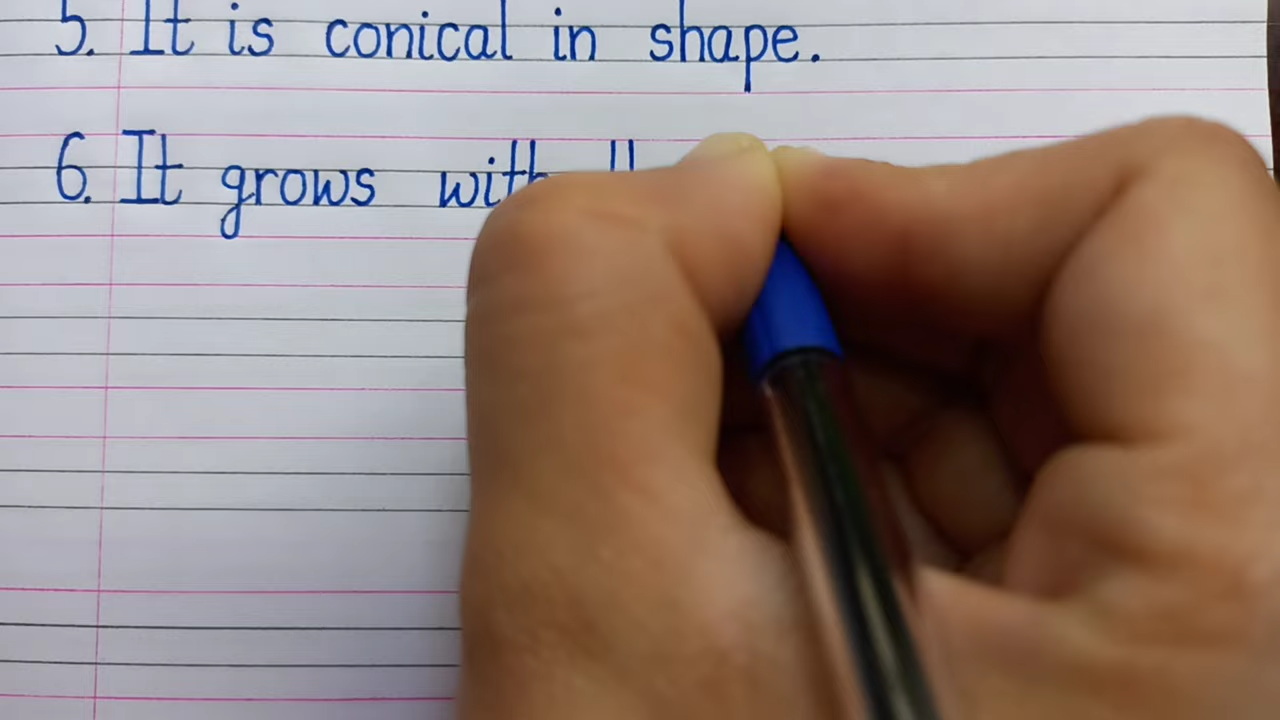 5. It is conical in shape.
6. It grows with